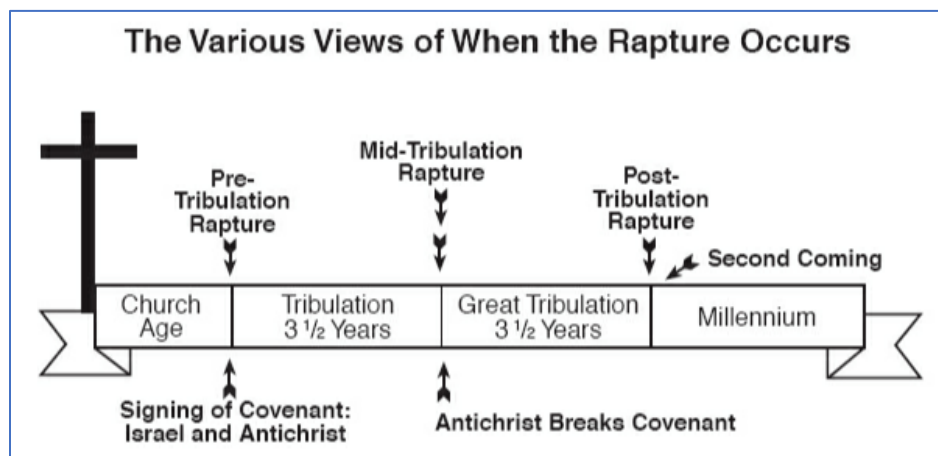 The Various Views of When the Rapture Occurs
Mid-Tribulation
Rapture
Pre-
Tribulation
Rapture
Post-
Tribulation
Rapture
Second Coming
Church
Age
Tribulation
3 ½ Years
Great Tribulation
3 ½ Years
Millennium
Signing of Covenant:
Israel and Antichrist
Antichrist Breaks Covenant